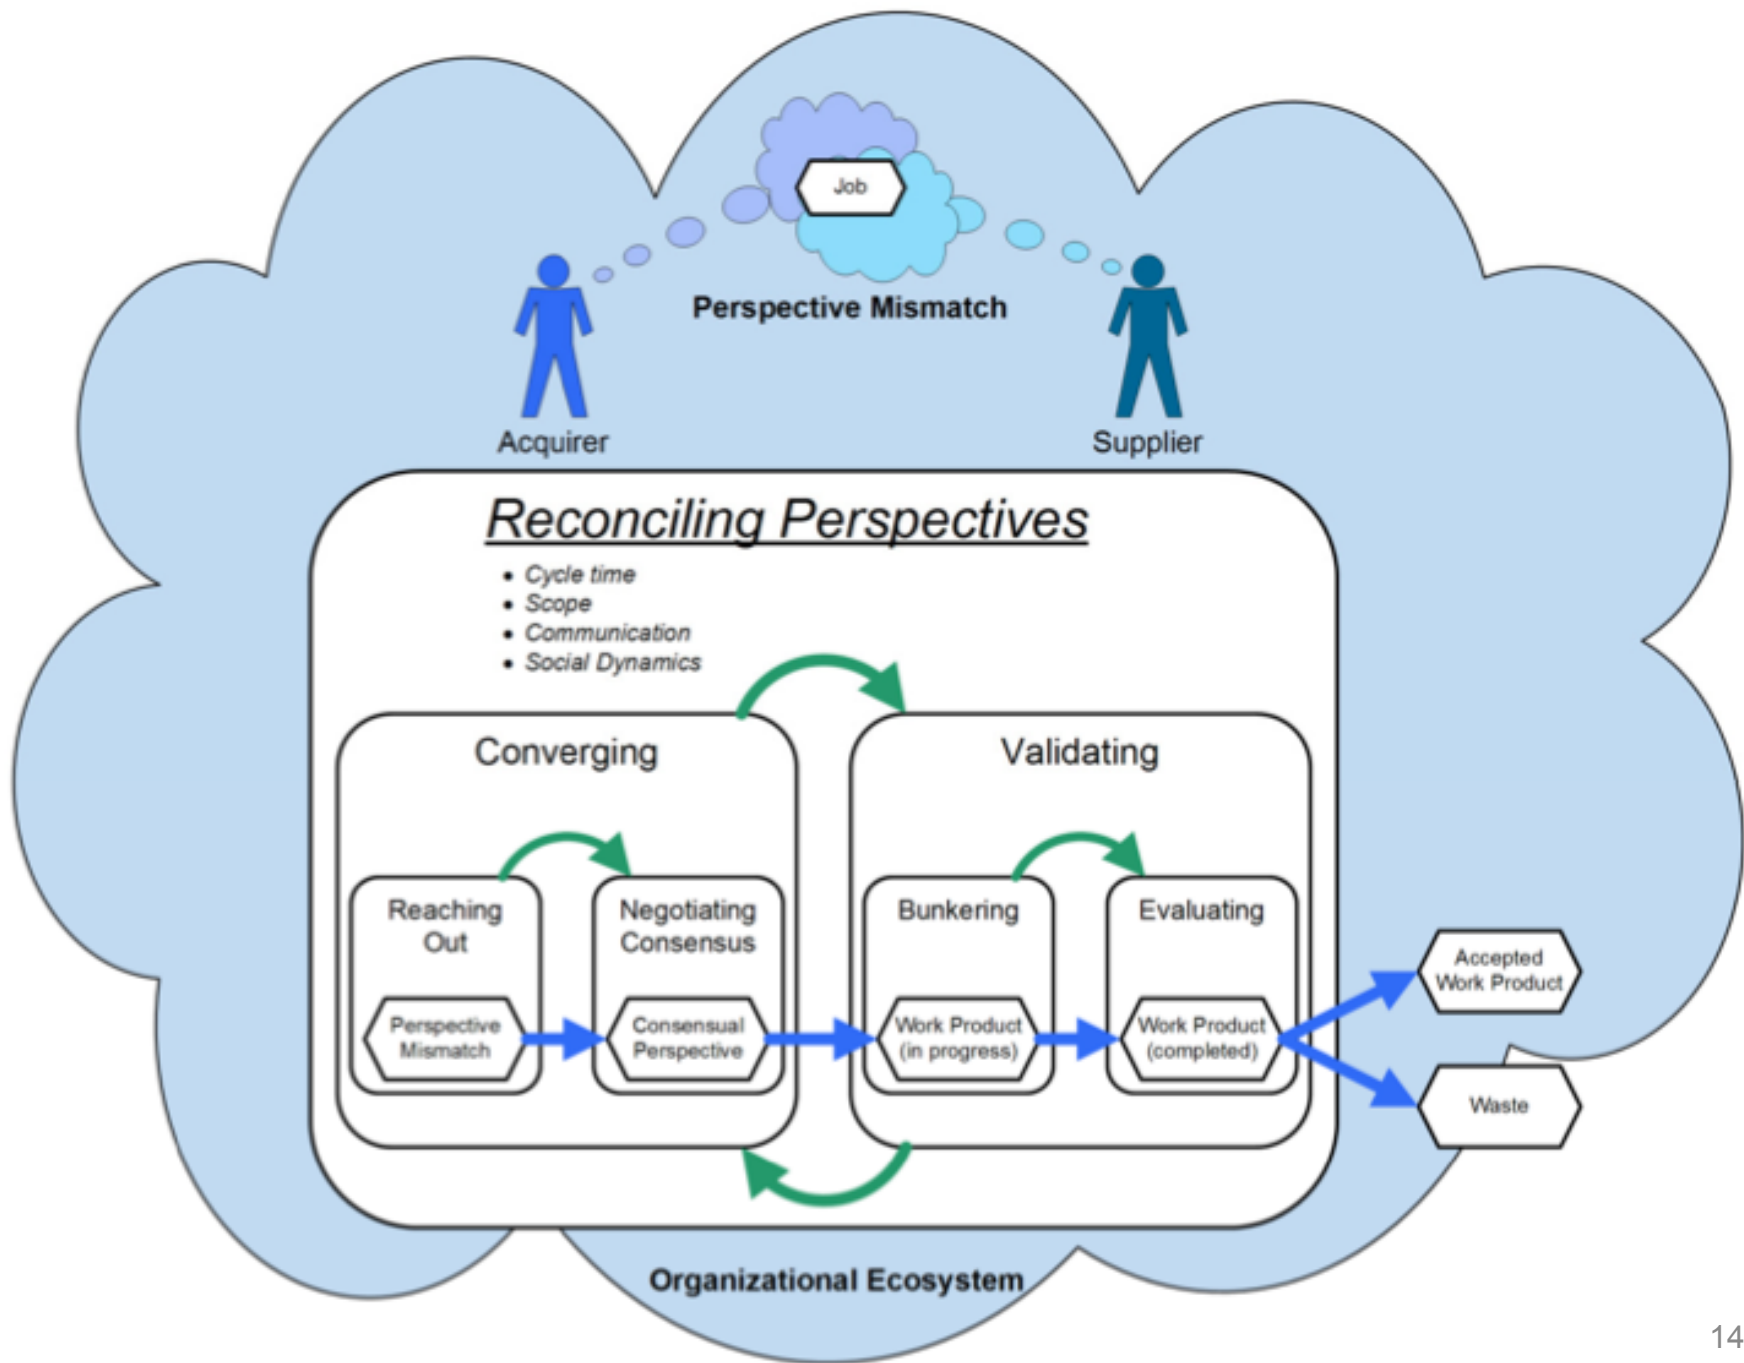 Job
Perspective Mismatch
Acquirer
Supplier
Reconciling Perspectives
• Cycle time
• Scope
• Communication
• Social Dynamics
Converging
Validating
Reaching
Out
Negotiating
Consensus
Bunkering
Evaluating
Perspective
Mismatch
Consensual
Perspective
Work Product
(in progress)
Work Product
(completed)
Accepted
Work Product
Waste
Organizational Ecosystem
14